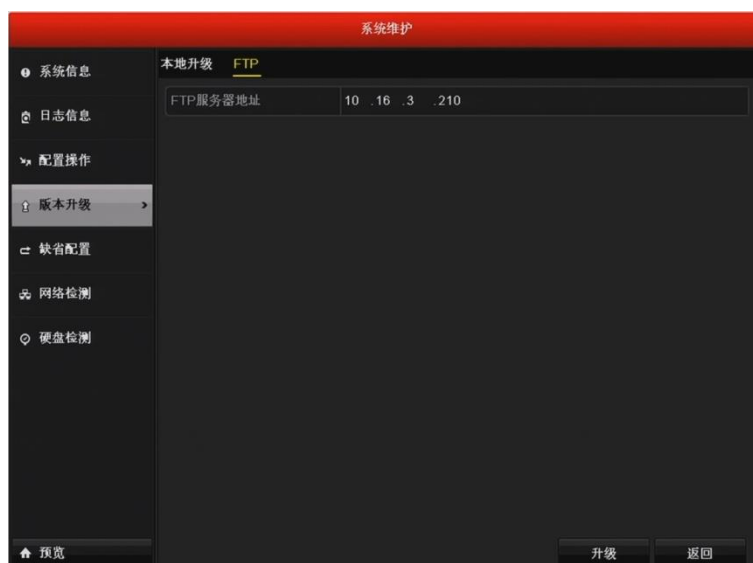 系统维护
系统信息
日志信息
配置操作
版本升级
缺省配置
网络检测
硬盘检测
预览
本地升级 FTP
FTP服务器地址 10 .16 .3 .210
升级 返回